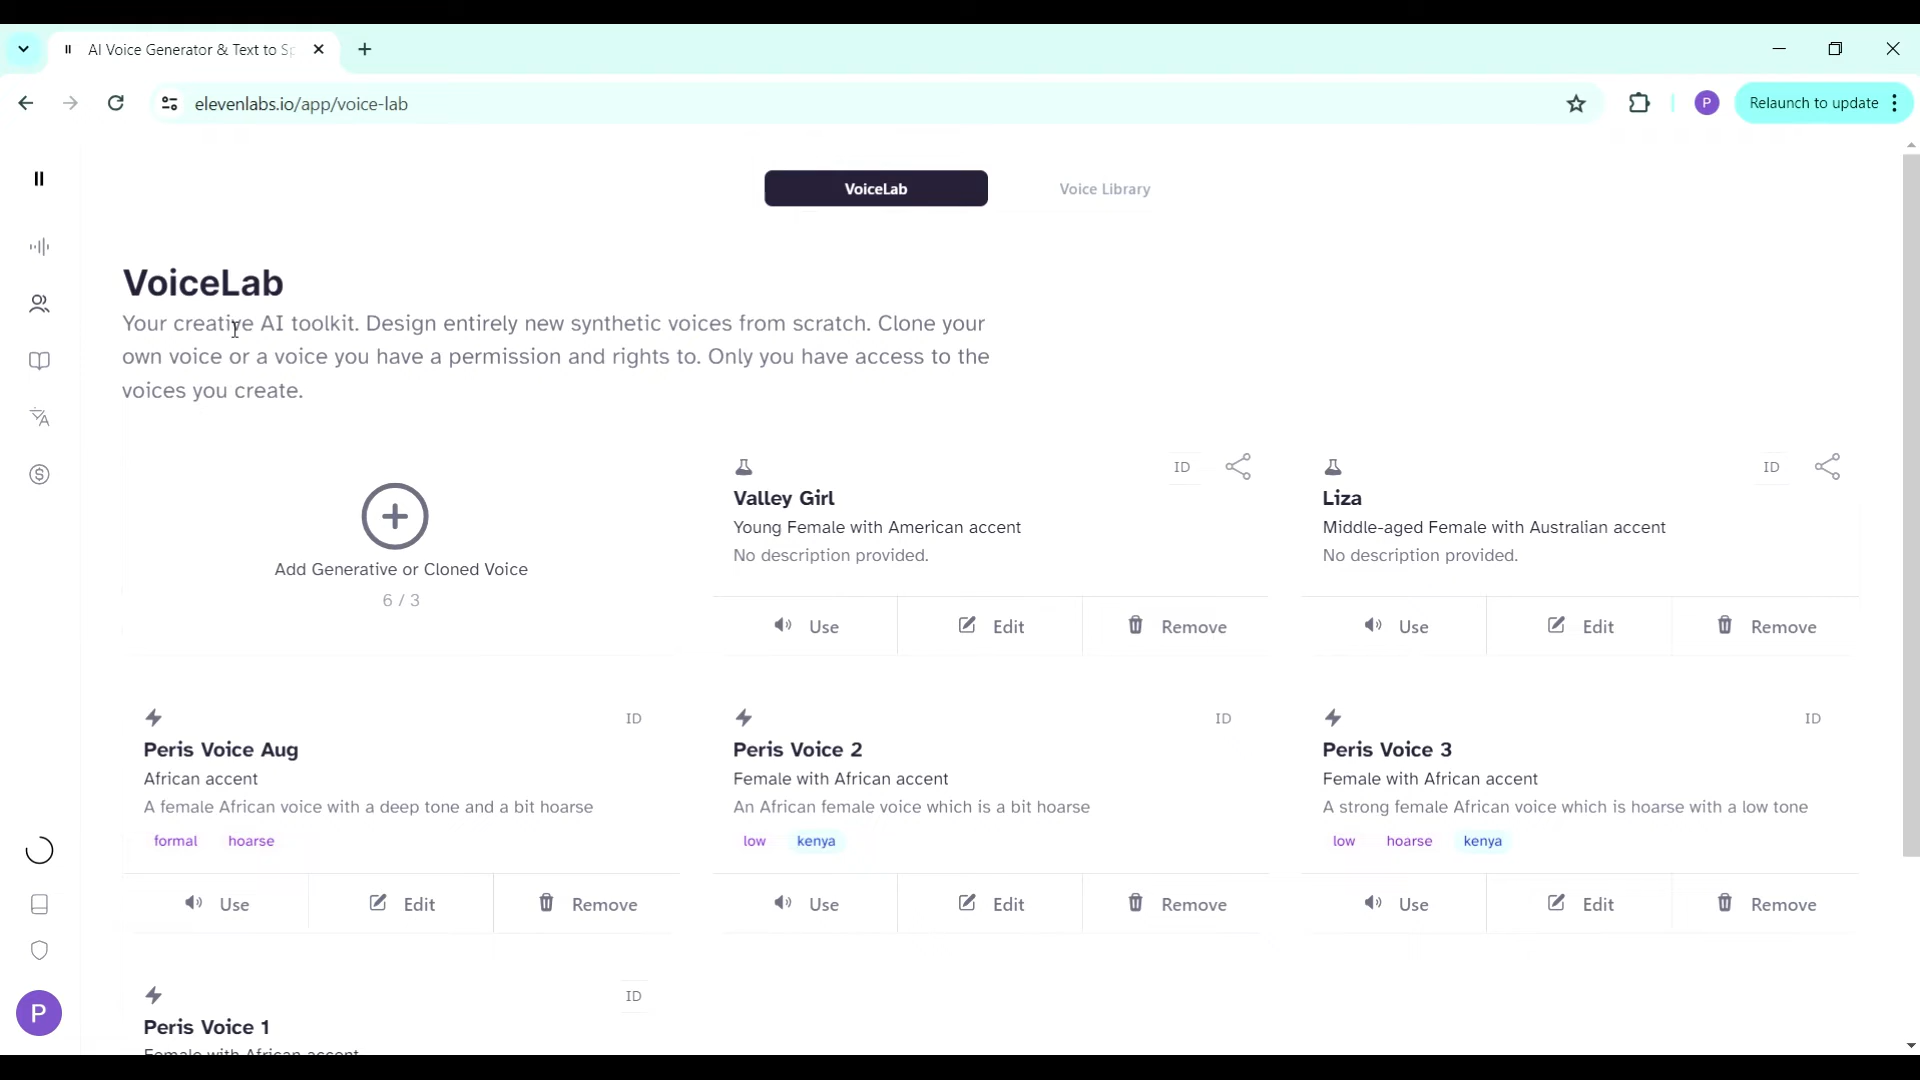 AI Voice Generator & Text to Sp
elevenlabs.io/app/voice-lab
P
Relaunch to update
VoiceLab
Voice Library
VoiceLab
Your creative AI toolkit. Design entirely new synthetic voices from scratch. Clone your
own voice or a voice you have a permission and rights to. Only you have access to the
voices you create.
Add Generative or Cloned Voice
6 / 3
ID
Valley Girl
Young Female with American accent
No description provided.
Use
Edit
Remove
ID
Liza
Middle-aged Female with Australian accent
No description provided.
Use
Edit
Remove
ID
Peris Voice Aug
African accent
A female African voice with a deep tone and a bit hoarse
formal hoarse
Use
Edit
Remove
ID
Peris Voice 2
Female with African accent
An African female voice which is a bit hoarse
low kenya
Use
Edit
Remove
ID
Peris Voice 3
Female with African accent
A strong female African voice which is hoarse with a low tone
low hoarse kenya
Use
Edit
Remove
ID
Peris Voice 1
Female with African accent
P